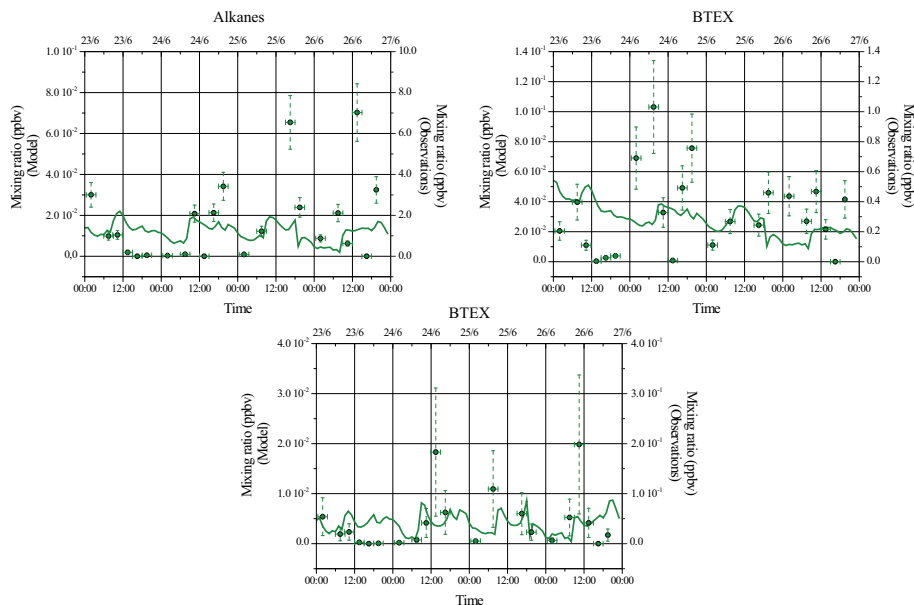 Alkanes
23/6 23/6 24/6 24/6 25/6 25/6 26/6 26/6 27/6
1.0 10⁻¹ 10.0
8.0 10⁻² 8.0
6.0 10⁻² 6.0
4.0 10⁻² 4.0
2.0 10⁻² 2.0
0,0 0.0
Mixing ratio (ppbv)
(Model)
Mixing ratio (ppbv)
(Observations)
00:00 12:00 00:00 12:00 00:00 12:00 00:00 12:00 00:00
Time
BTEX
23/6 23/6 24/6 24/6 25/6 25/6 26/6 26/6 27/6
1.4 10⁻¹ 1.4
1.2 10⁻¹ 1.2
1.0 10⁻¹ 1.0
8.0 10⁻² 0.8
6.0 10⁻² 0.6
4.0 10⁻² 0.4
2.0 10⁻² 0.2
0.0 0.0
Mixing ratio (ppbv)
(Model)
Mixing ratio (ppbv)
(Observations)
00:00 12:00 00:00 12:00 00:00 12:00 00:00 12:00 00:00
Time
BTEX
23/6 23/6 24/6 24/6 25/6 25/6 26/6 26/6 27/6
4.0 10⁻² 4.0 10⁻¹
3.0 10⁻² 3.0 10⁻¹
2.0 10⁻² 2.0 10⁻¹
1.0 10⁻² 1.0 10⁻¹
0.0 0.0
Mixing ratio (ppbv)
(Model)
Mixing ratio (ppbv)
(Observations)
00:00 12:00 00:00 12:00 00:00 12:00 00:00 12:00 00:00
Time